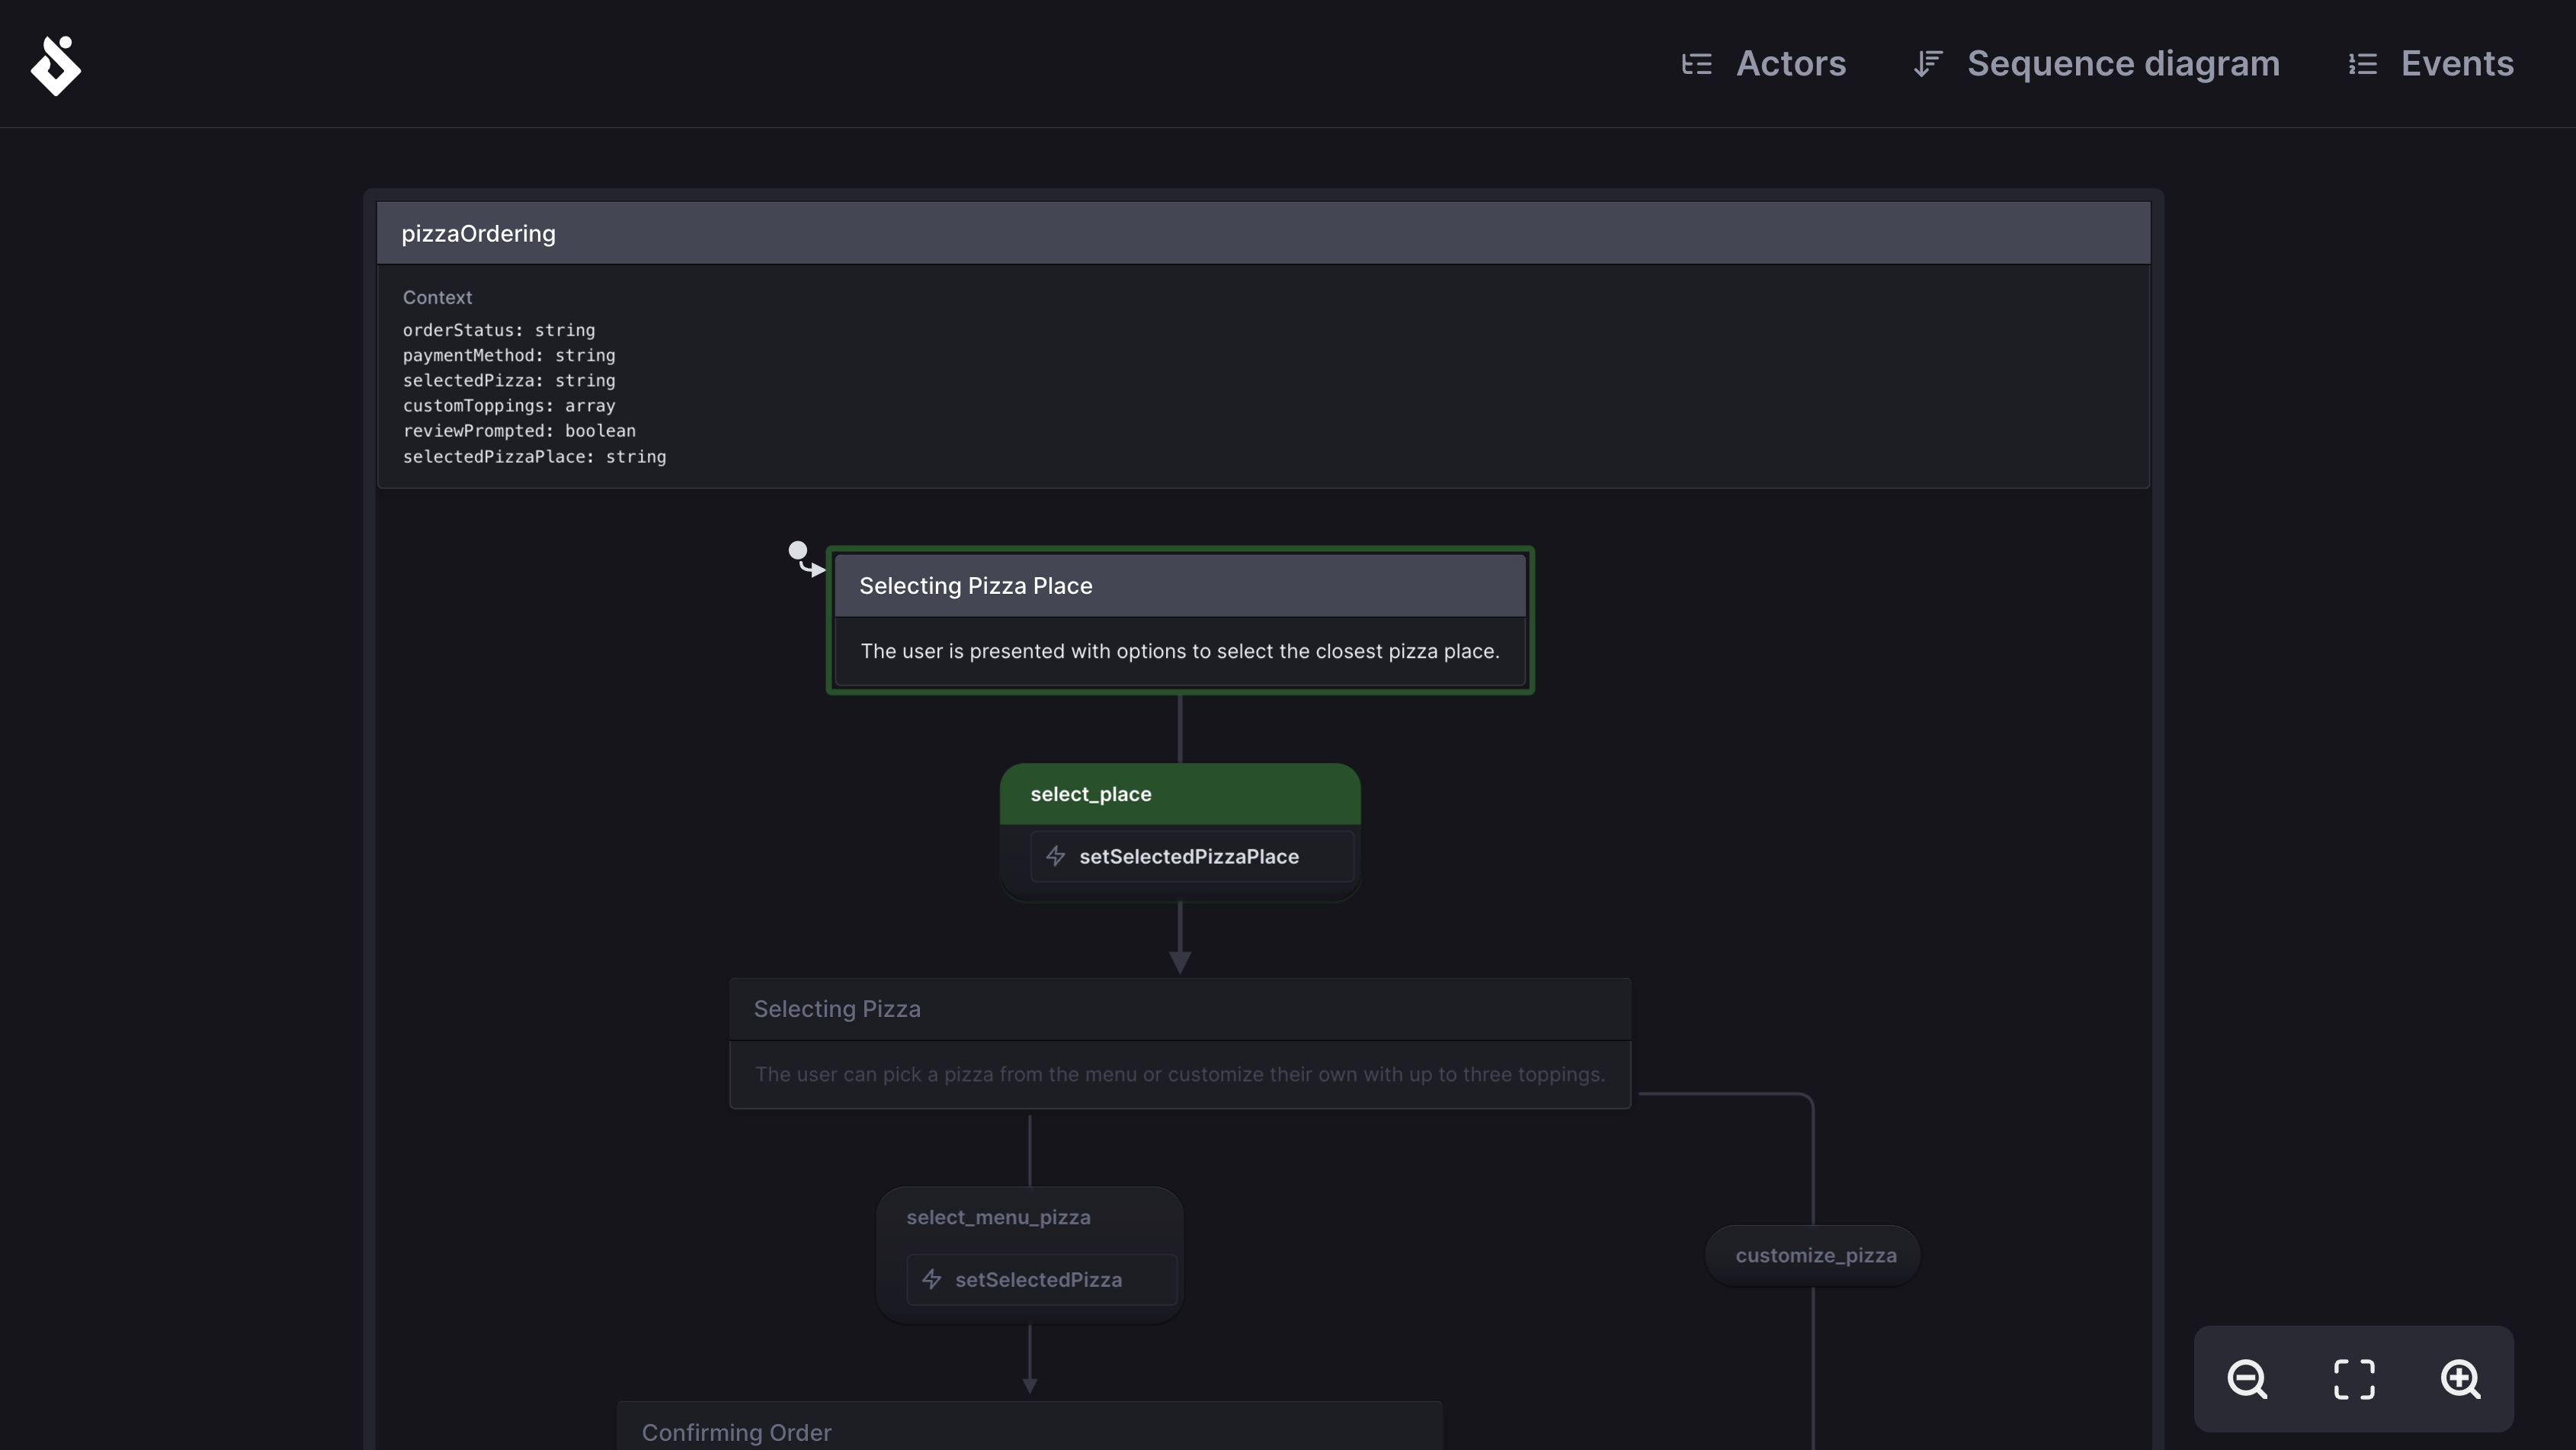 Actors
Sequence diagram
Events
pizzaOrdering
Context
orderStatus: string
paymentMethod: string
selectedPizza: string
customToppings: array
reviewPrompted: boolean
selectedPizzaPlace: string
Selecting Pizza Place
The user is presented with options to select the closest pizza place.
select_place
setSelectedPizzaPlace
Selecting Pizza
The user can pick a pizza from the menu or customize their own with up to three toppings.
select_menu_pizza
setSelectedPizza
customize_pizza
Confirming Order